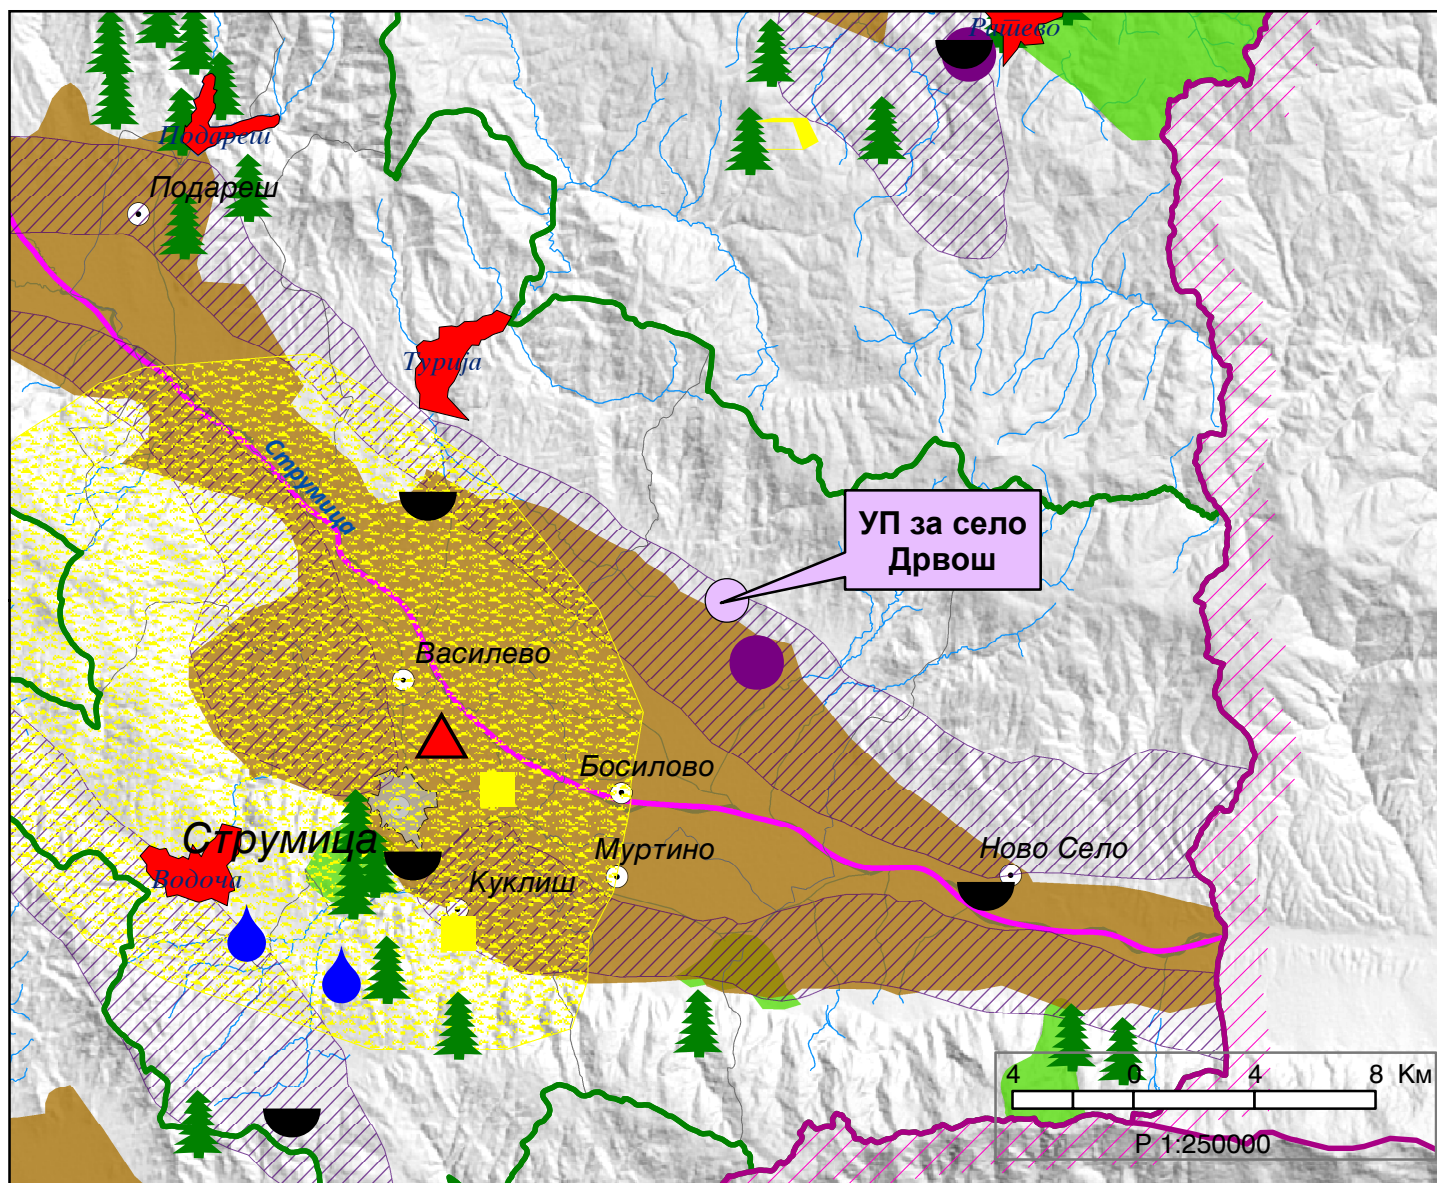 Ратево
Подареш
Подареш
Турија
Струмица
УП за село
Дрвош
Василево
Босилово
Струмица
Муртино
Ново Село
Водоча
Куклиш
4 0 4 8 Км
Р 1:250000